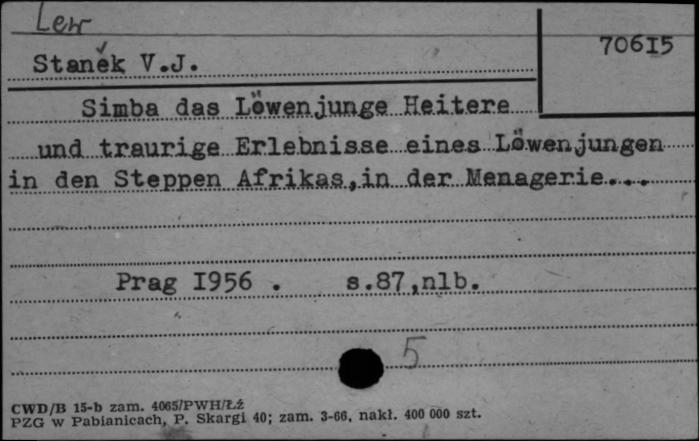 Lew
70615
Staněk V.J.
Simba das Löwenjunge Heitere
und traurige Erlebnisse eines Löwenjungen
in den Steppen Afrikas,in der Menagerie...
Prag I956 . s.87,nlb.
5
CWD/B 15-b zam. 4065/PWH/Łź
PZG w Pabianicach, P. Skargi 40; zam. 3-66, nakł. 400 000 szt.